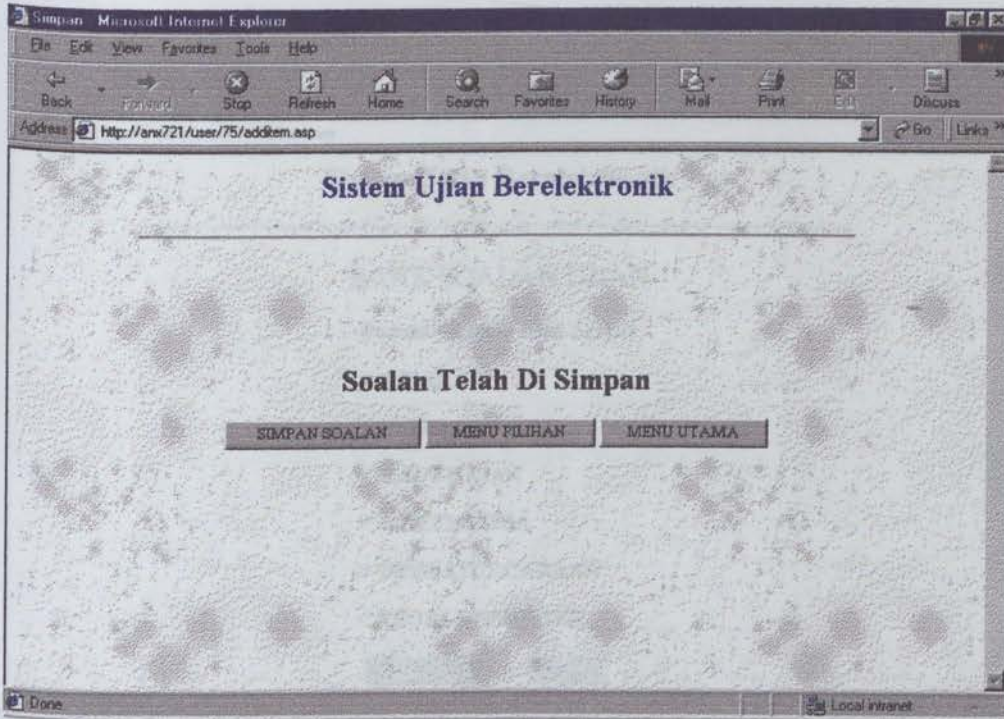 Simpan Microsoft Internet Explorer
File Edit View Favorites Tools Help
Back Forward Stop Refresh Home Search Favorites History Mail Print Edit Discuss
Address http://anx721/user/75/additem.asp Go Links
Sistem Ujian Berelektronik
Soalan Telah Di Simpan
SIMPAN SOALAN MENU PILIHAN MENU UTAMA
Done Local intranet